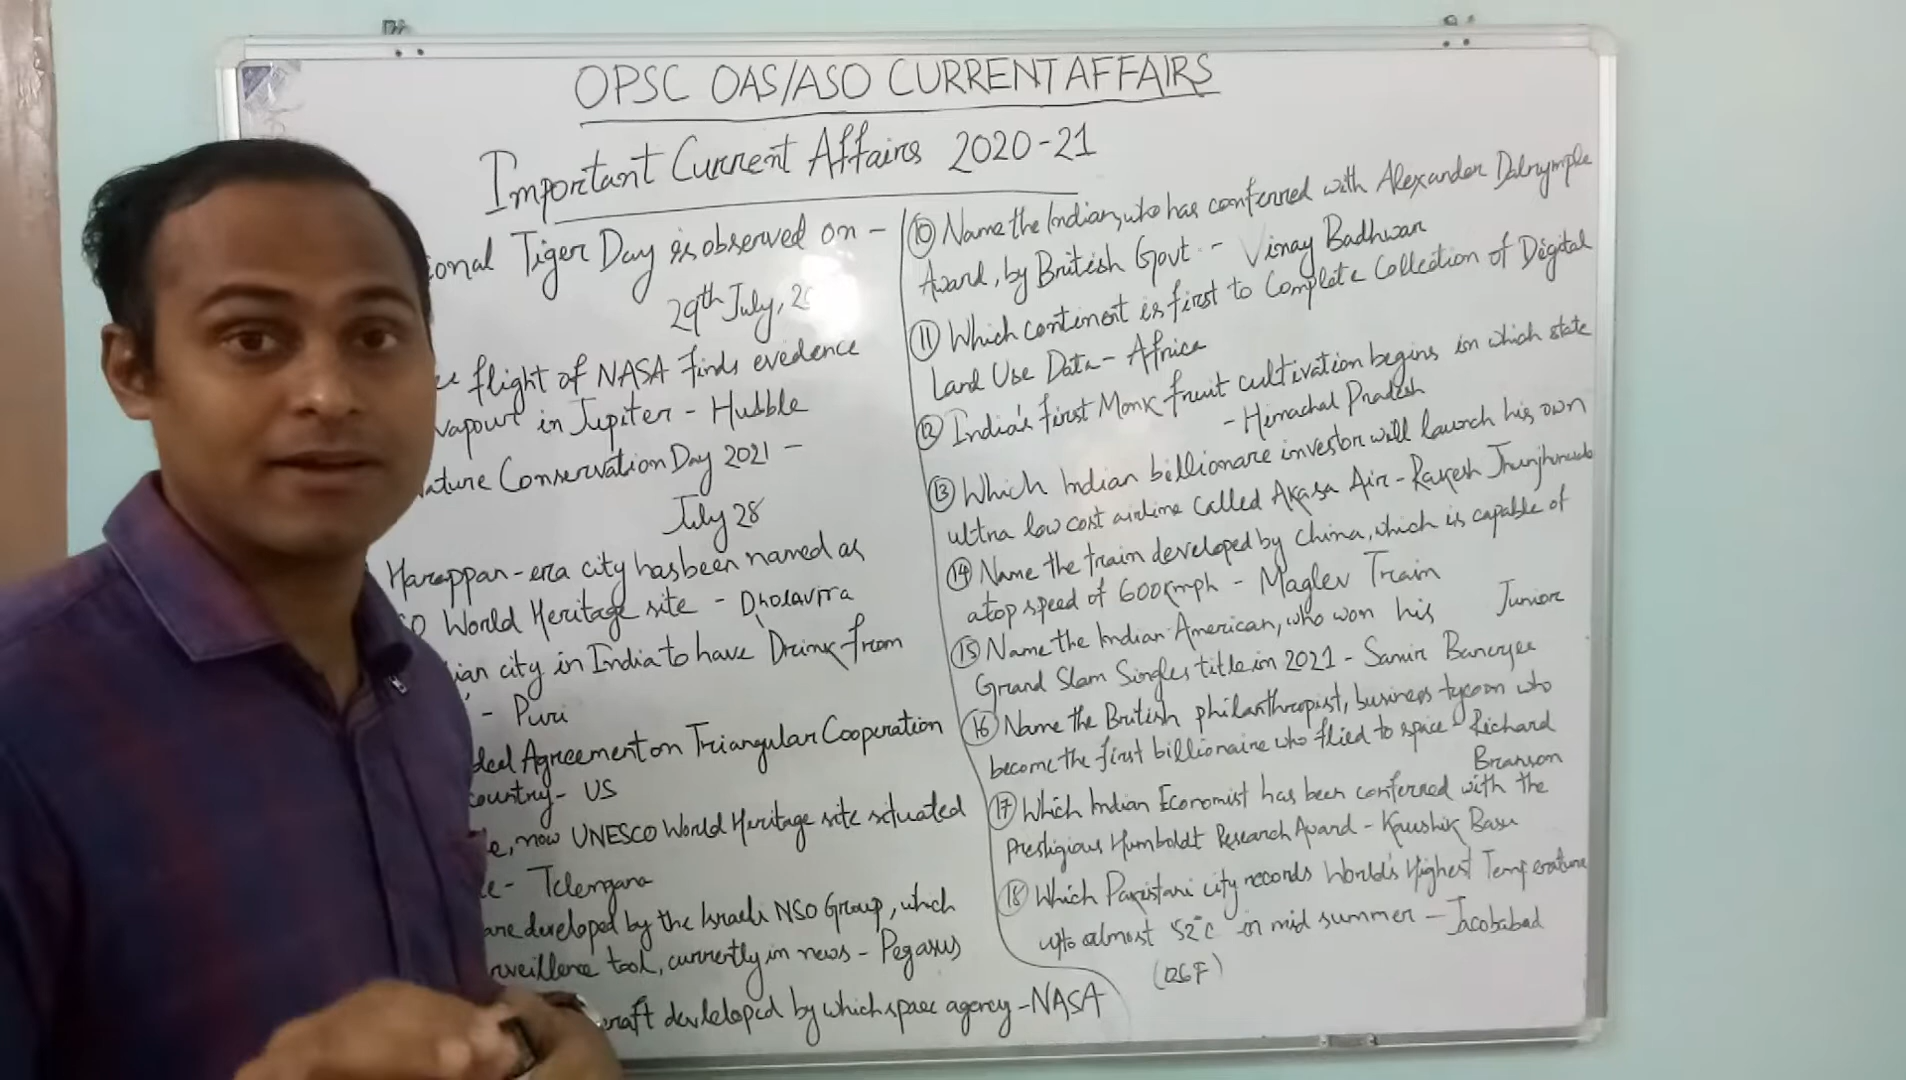 OPSC OAS/ASO CURRENT AFFAIRS
Important Current Affairs 2020-21
ional Tiger Day is observed on -
29th July, 2
flight of NASA finds evedence
vapour in Jupiter - Hubble
ature Conservation Day 2021 -
July 28
Harappan-era city has been named as
O World Heritage site - Dholavira
ian city in India to have Drink from
- Puri
Agreement on Triangular Cooperation
country - US
e, now UNESCO World Heritage site situated
- Telengana
are developed by the Israeli NSO Group, which
rveillence tool, currently in news - Pegasus
craft devleloped by which space agency - NASA
⑩ Name the Indian, who has conferred with Alexander Dalrymple
Award, by British Govt. - Vinay Badhwar
⑪ Which continent is first to Complete Collection of Digital
Land Use Data - Africa
⑫ India's first Monk fruit cultivation begins in which state
- Himachal Pradesh
⑬ Which Indian billionare investor will launch his own
ultra low cost airline called Akasa Air - Rakesh
⑭ Name the train developed by China, which is capable of
atop speed of 600kmph - Maglev Train
⑮ Name the Indian-American, who won his Junior
Grand Slam Singles title in 2021 - Samir Banerjee
⑯ Name the British philanthropist, business tycoon who
become the first billionaire who flied to space - Richard
Branson
⑰ Which Indian Economist has been conferred with the
Prestigious Humboldt Research Award - Kaushik Basu
⑱ Which Pakistani city records World's Highest Temperature
upto almost 52°C in mid summer - Jacobabad